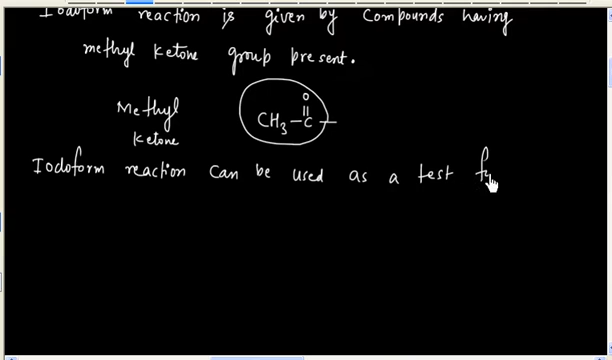 Iodoform reaction is given by Compounds having
methyl ketone group present.
Methyl
ketone
O
CH3-C-
Iodoform reaction can be used as a test